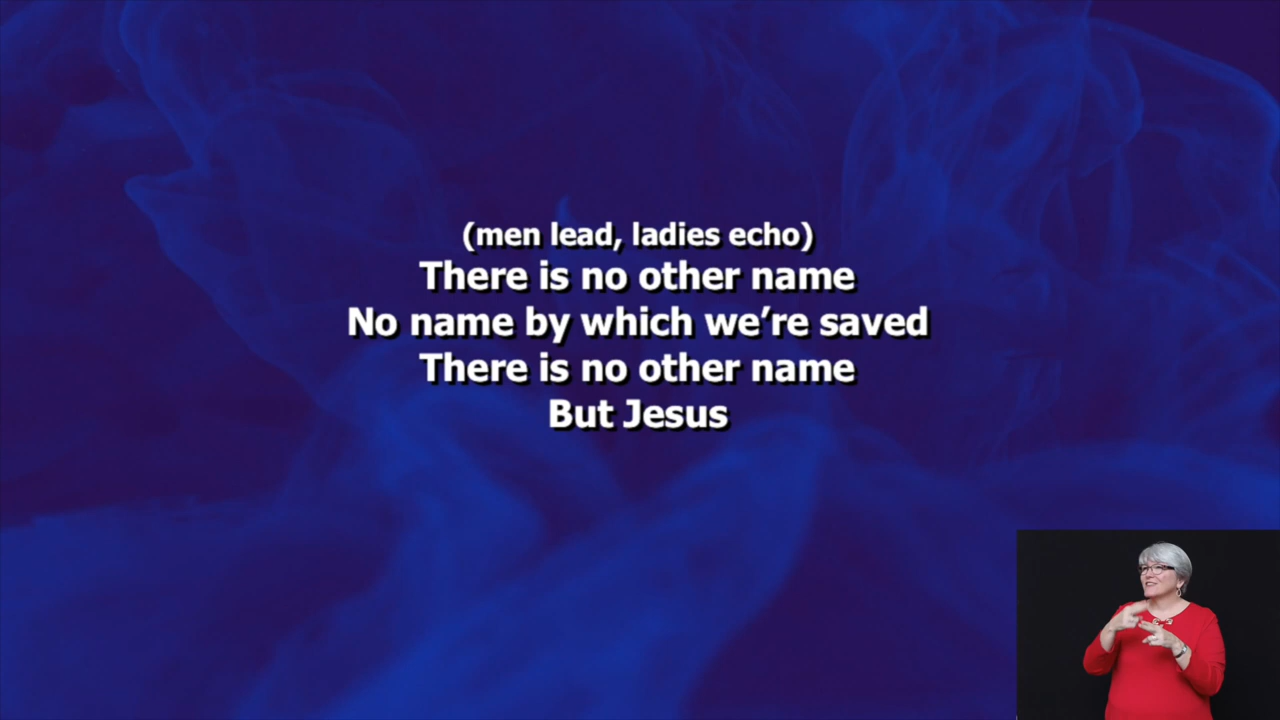 (men lead, ladies echo)
There is no other name
No name by which we’re saved
There is no other name
But Jesus